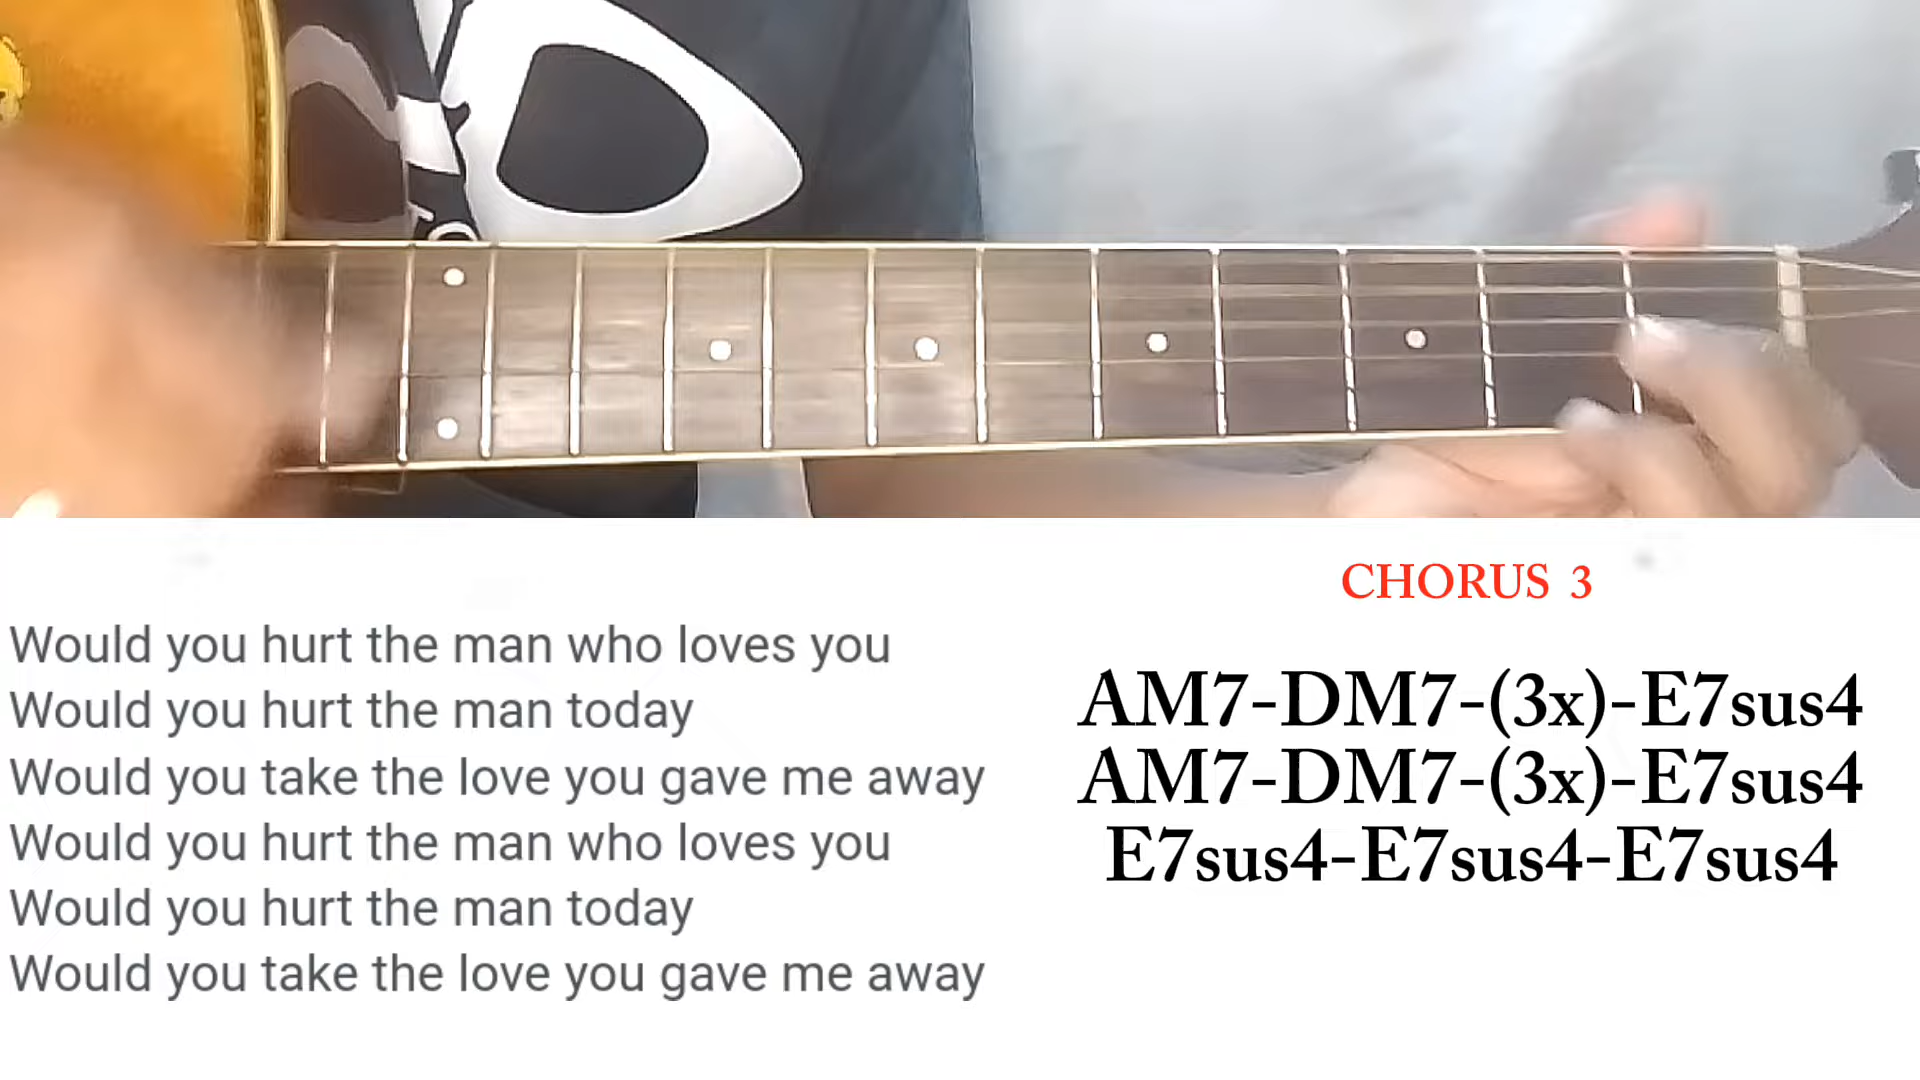 Would you hurt the man who loves you
Would you hurt the man today
Would you take the love you gave me away
Would you hurt the man who loves you
Would you hurt the man today
Would you take the love you gave me away
CHORUS 3
AM7-DM7-(3x)-E7sus4
AM7-DM7-(3x)-E7sus4
E7sus4-E7sus4-E7sus4